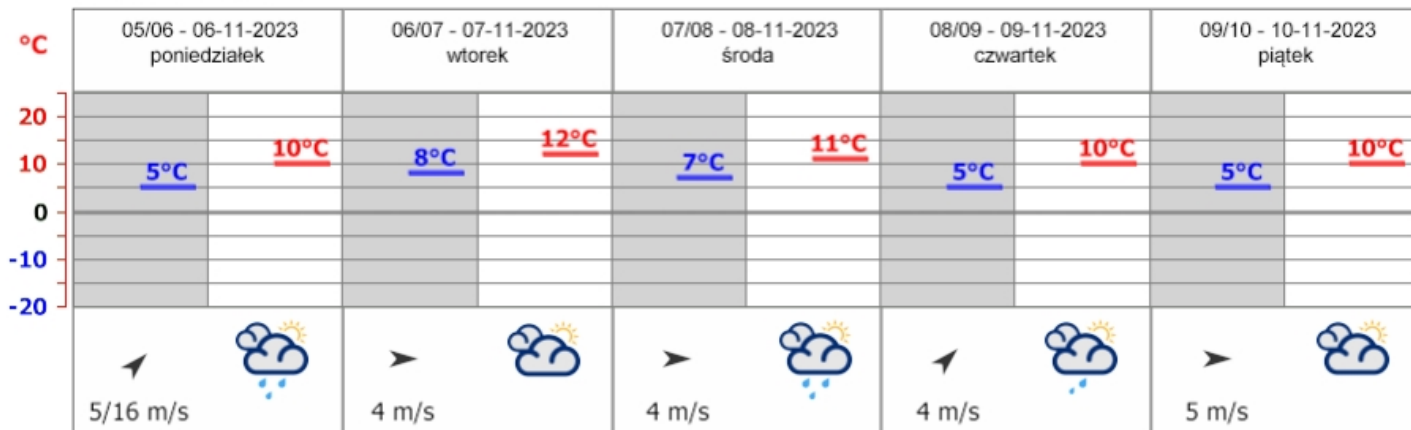 °C
05/06 - 06-11-2023
poniedziałek
06/07 - 07-11-2023
wtorek
07/08 - 08-11-2023
środa
08/09 - 09-11-2023
czwartek
09/10 - 10-11-2023
piątek
20
10
0
-10
-20
5°C
10°C
8°C
12°C
7°C
11°C
5°C
10°C
5°C
10°C
5/16 m/s
4 m/s
4 m/s
4 m/s
5 m/s